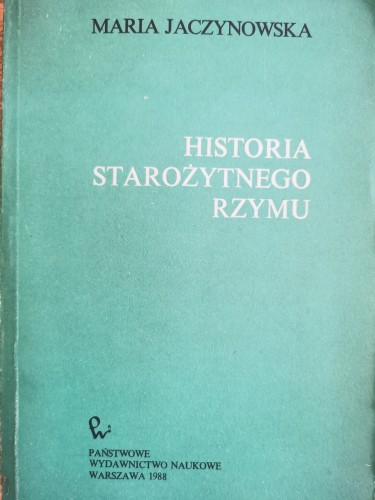 MARIA JACZYNOWSKA
HISTORIA
STAROŻYTNEGO
RZYMU
PAŃSTWOWE
WYDAWNICTWO NAUKOWE
WARSZAWA 1988